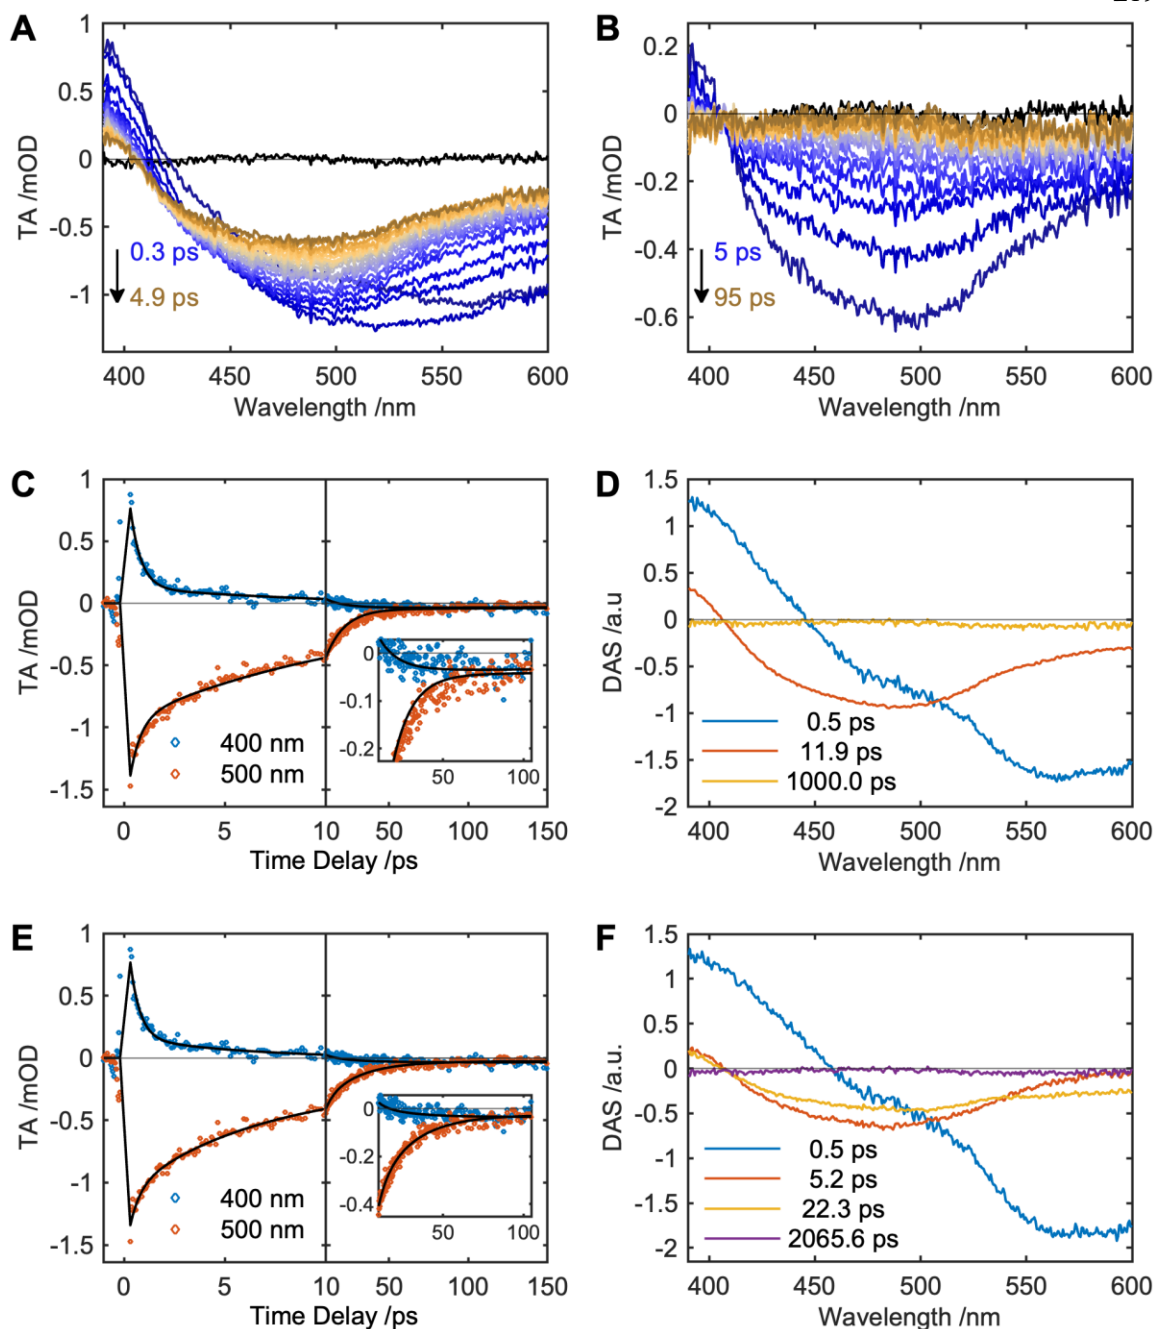 A
B
1
0.5
0
-0.5
-1
TA /mOD
0.3 ps
4.9 ps
400 450 500 550 600
Wavelength /nm
0.2
0
-0.2
-0.4
-0.6
TA /mOD
5 ps
95 ps
400 450 500 550 600
Wavelength /nm
C
D
1
0.5
0
-0.5
-1
-1.5
TA /mOD
400 nm
500 nm
0
-0.1
-0.2
50 100
0 5 10 50 100 150
Time Delay /ps
1.5
1
0.5
0
-0.5
-1
-1.5
-2
DAS /a.u
0.5 ps
11.9 ps
1000.0 ps
400 450 500 550 600
Wavelength /nm
E
F
1
0.5
0
-0.5
-1
-1.5
TA /mOD
400 nm
500 nm
0
-0.2
-0.4
50 100
0 5 10 50 100 150
Time Delay /ps
1.5
1
0.5
0
-0.5
-1
-1.5
-2
DAS /a.u.
0.5 ps
5.2 ps
22.3 ps
2065.6 ps
400 450 500 550 600
Wavelength /nm